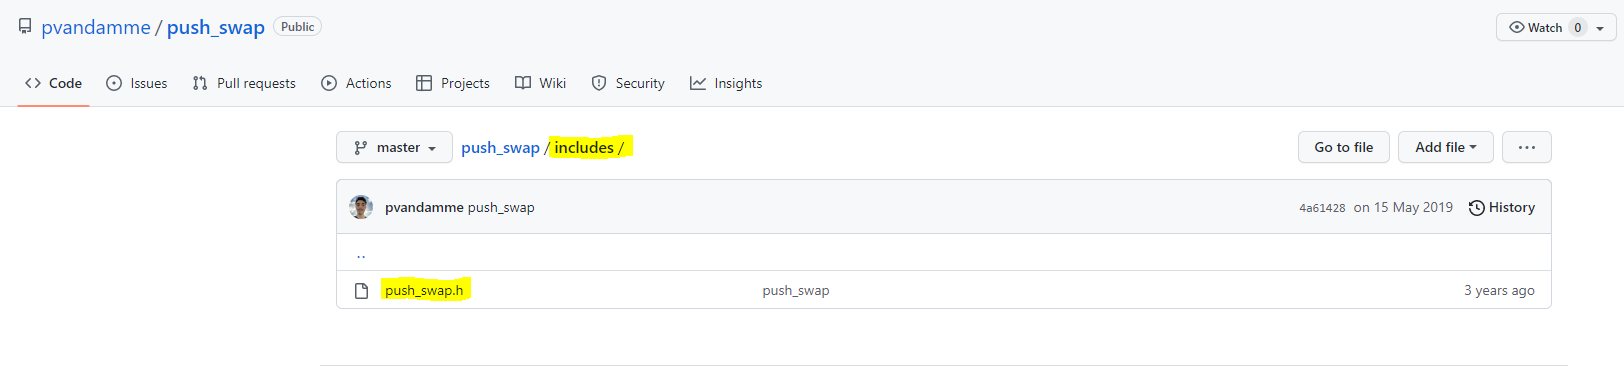 pvandamme / push_swap Public Watch 0
Code Issues Pull requests Actions Projects Wiki Security Insights
master push_swap / includes / Go to file Add file ...
pvandamme push_swap 4a61428 on 15 May 2019 History
..
push_swap.h push_swap 3 years ago